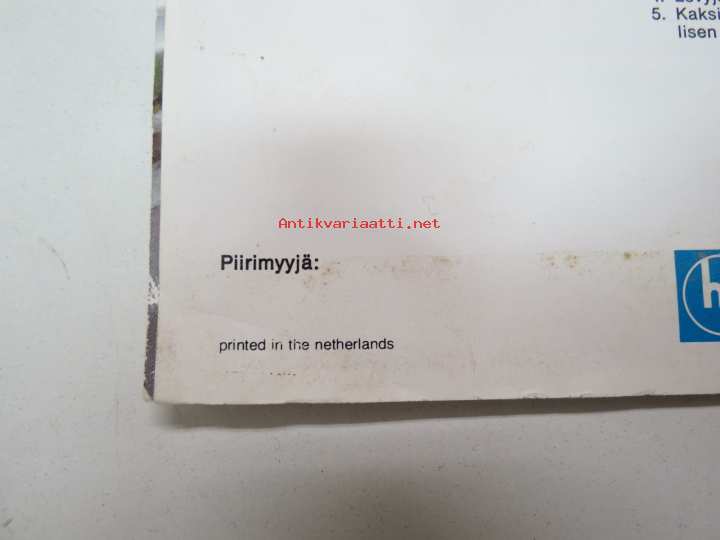 5. Kaksi
lisen
Antikvariaatti.net
Piirimyyjä:
h
printed in the netherlands